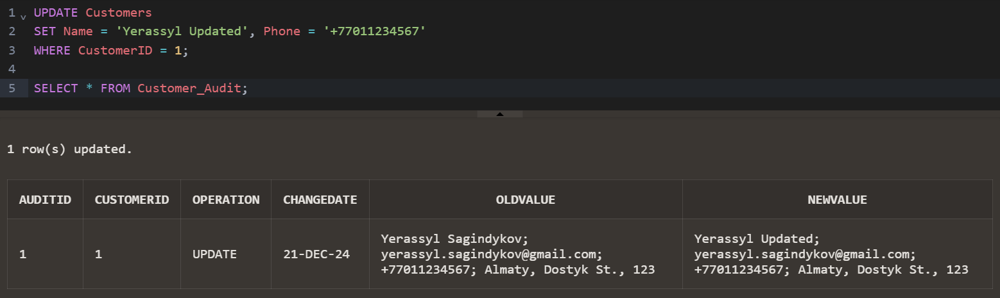 1 UPDATE Customers
2 SET Name = 'Yerassyl Updated', Phone = '+77011234567'
3 WHERE CustomerID = 1;
4
5 SELECT * FROM Customer_Audit;
1 row(s) updated.
AUDITID CUSTOMERID OPERATION CHANGEDATE OLDVALUE NEWVALUE
1 1 UPDATE 21-DEC-24
Yerassyl Sagindykov;
yerassyl.sagindykov@gmail.com;
+77011234567; Almaty, Dostyk St., 123
Yerassyl Updated;
yerassyl.sagindykov@gmail.com;
+77011234567; Almaty, Dostyk St., 123